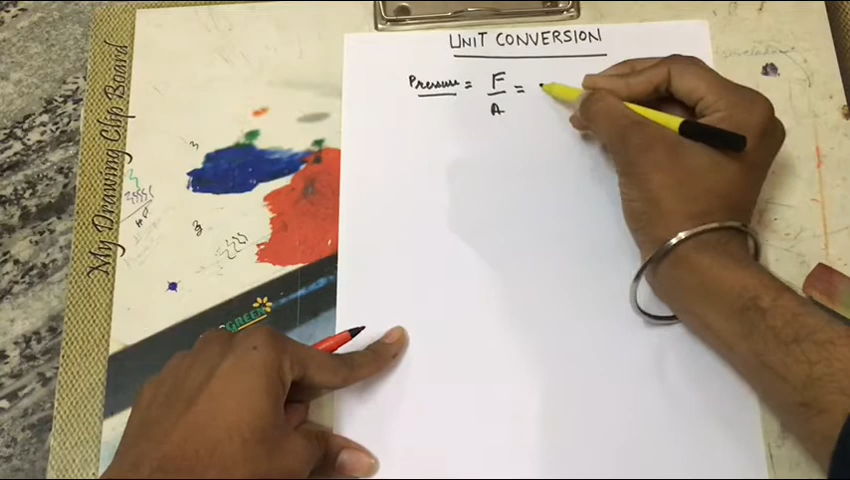 UNIT CONVERSION
Pressure = F/A =
My Drawing Clip Board
GREEN